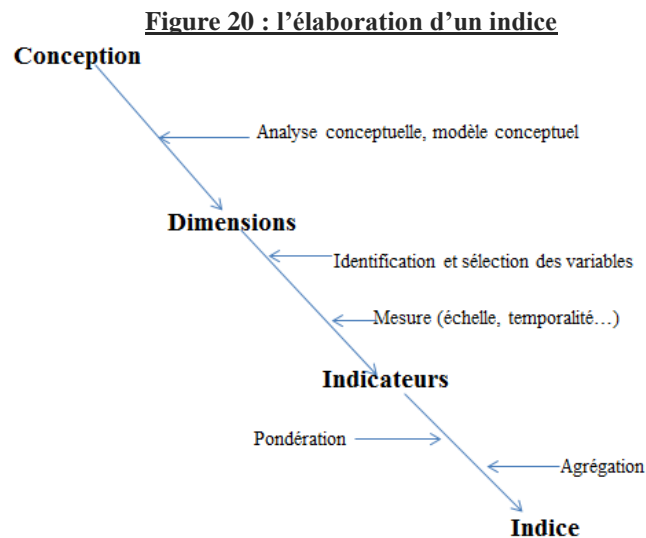 Figure 20 : l’élaboration d’un indice
Conception
Analyse conceptuelle, modèle conceptuel
Dimensions
Identification et sélection des variables
Mesure (échelle, temporalité…)
Indicateurs
Pondération
Agrégation
Indice